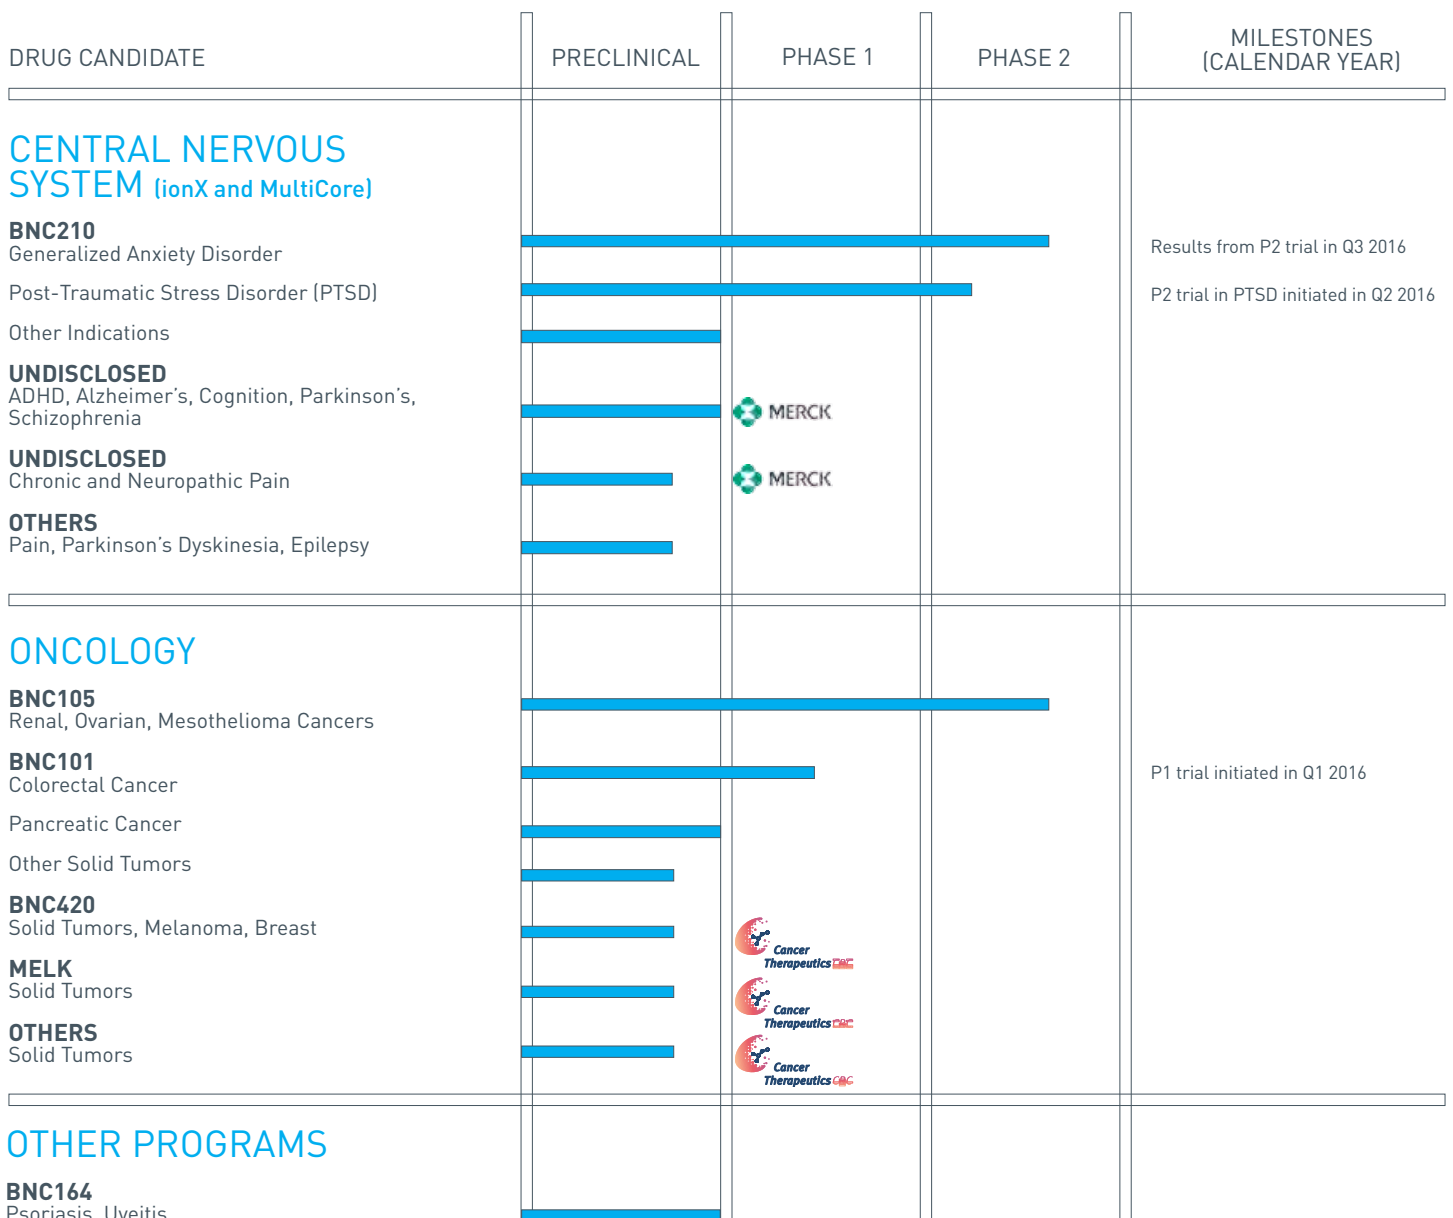 DRUG CANDIDATE
PRECLINICAL
PHASE 1
PHASE 2
MILESTONES
(CALENDAR YEAR)
CENTRAL NERVOUS
SYSTEM (ionX and MultiCore)
BNC210
Generalized Anxiety Disorder
Results from P2 trial in Q3 2016
Post-Traumatic Stress Disorder (PTSD)
P2 trial in PTSD initiated in Q2 2016
Other Indications
UNDISCLOSED
ADHD, Alzheimer’s, Cognition, Parkinson’s,
Schizophrenia
MERCK
UNDISCLOSED
Chronic and Neuropathic Pain
MERCK
OTHERS
Pain, Parkinson’s Dyskinesia, Epilepsy
ONCOLOGY
BNC105
Renal, Ovarian, Mesothelioma Cancers
BNC101
Colorectal Cancer
P1 trial initiated in Q1 2016
Pancreatic Cancer
Other Solid Tumors
BNC420
Solid Tumors, Melanoma, Breast
Cancer
Therapeutics
MELK
Solid Tumors
Cancer
Therapeutics
OTHERS
Solid Tumors
Cancer
Therapeutics CRC
OTHER PROGRAMS
BNC164
Psoriasis, Uveitis